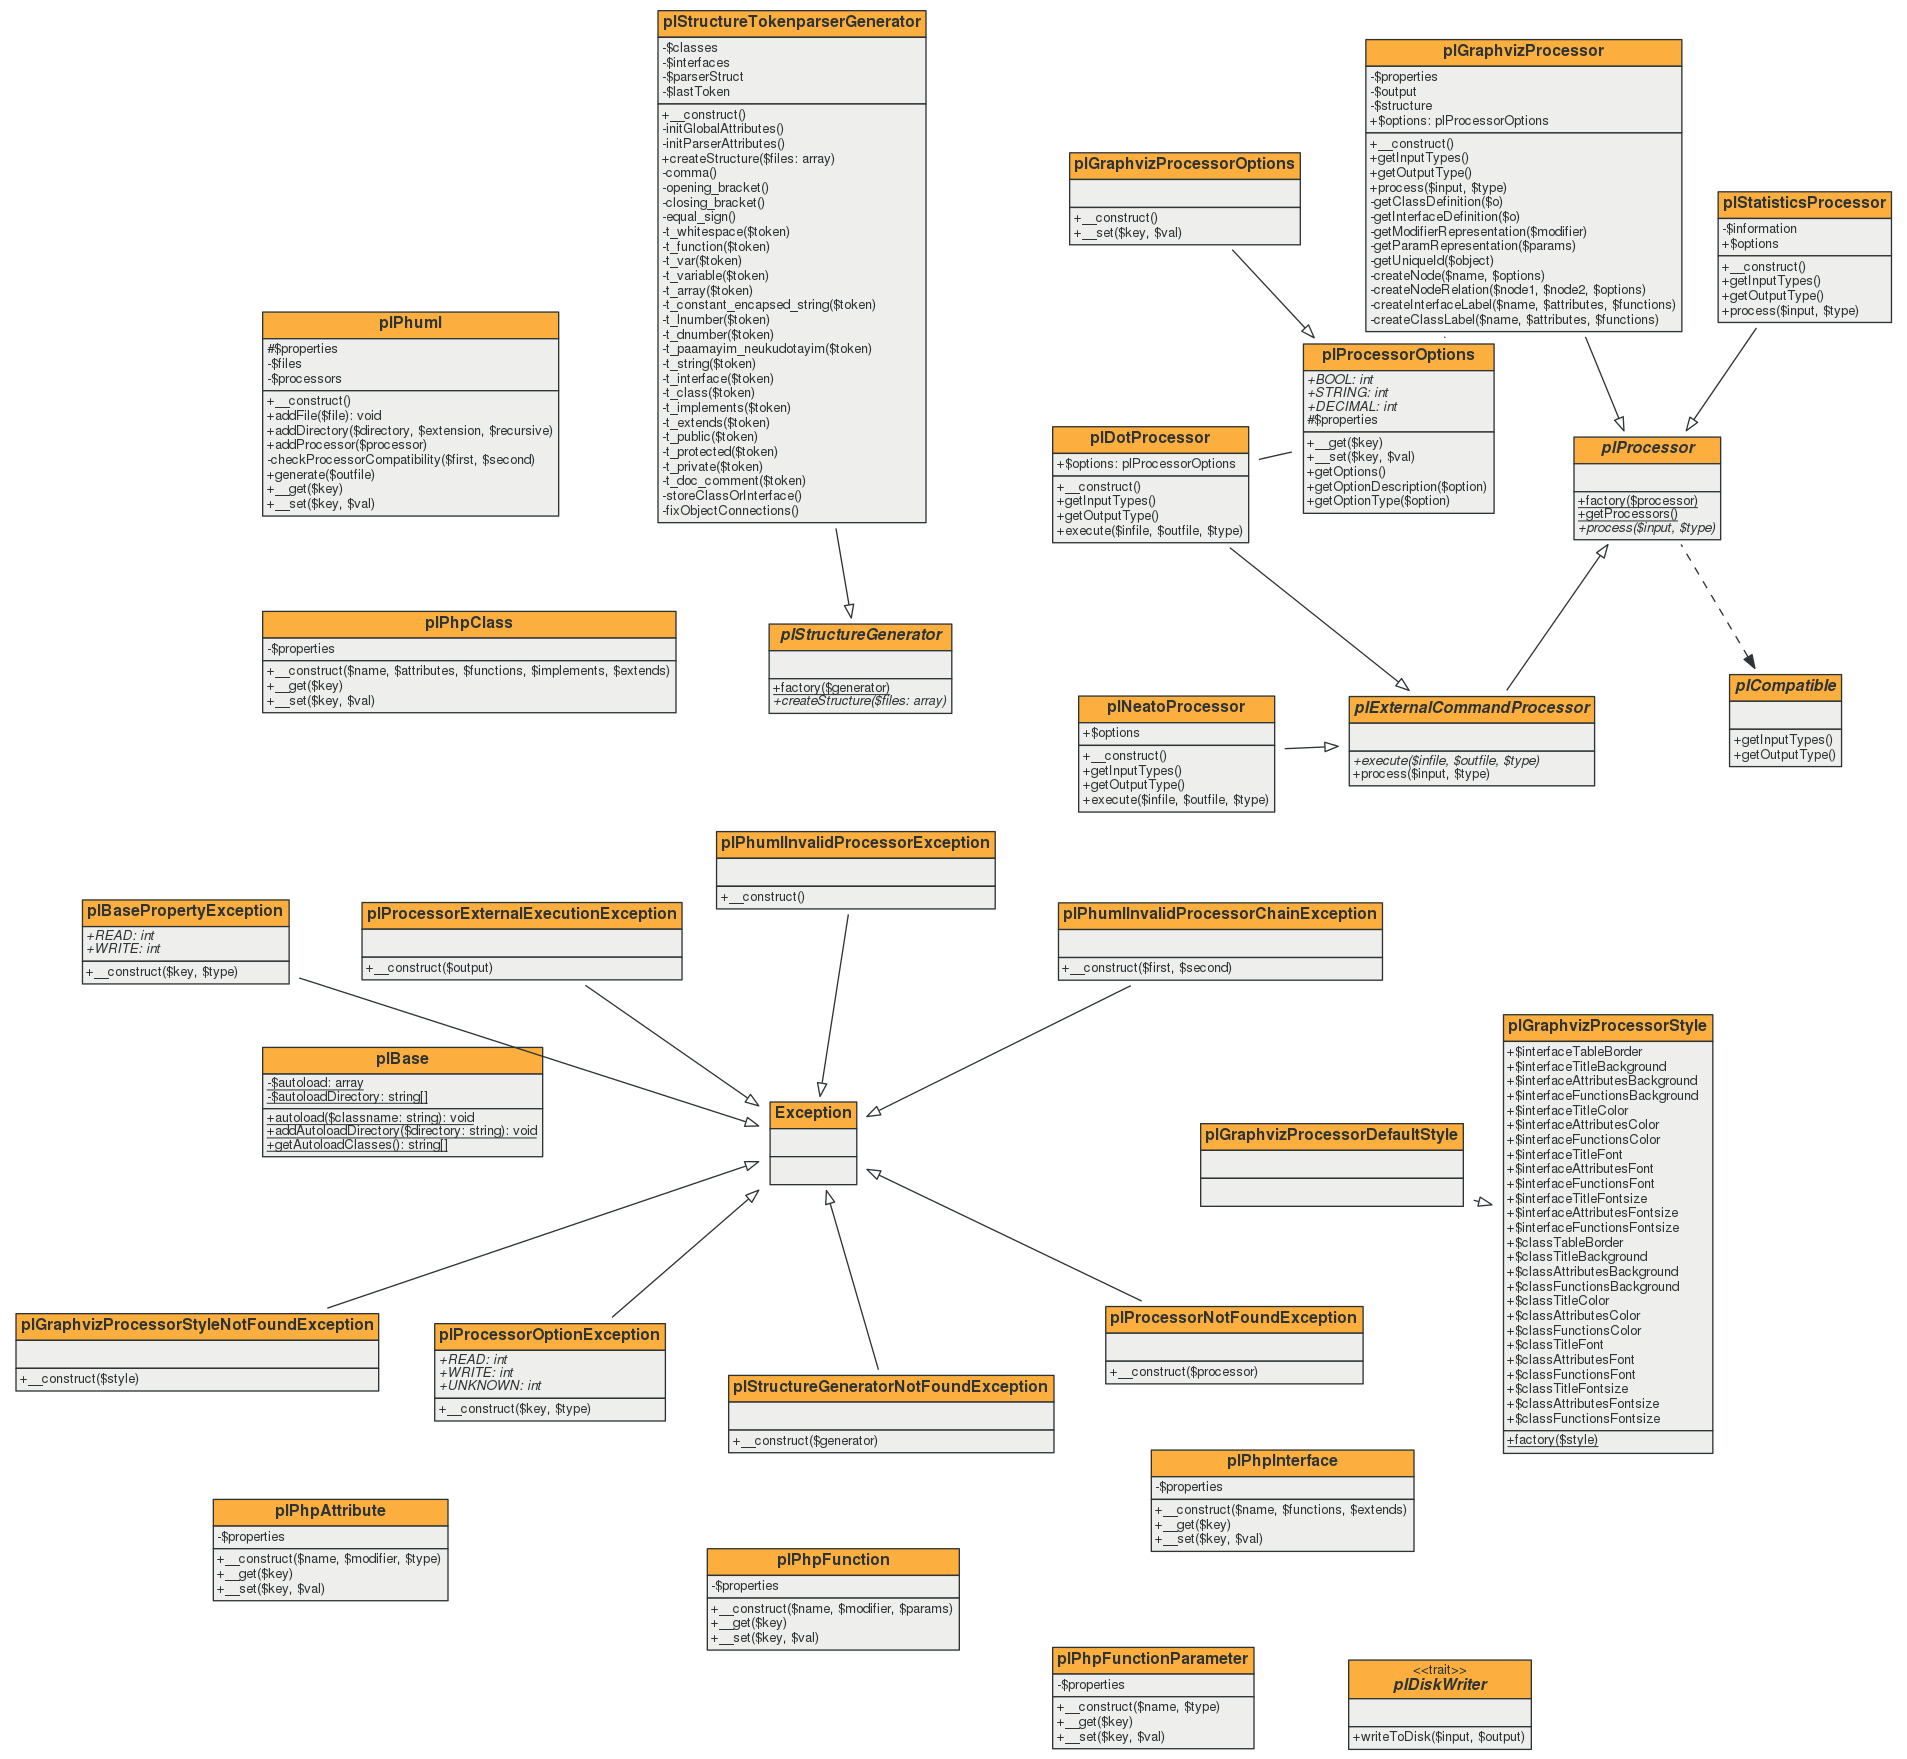 plStructureTokenparserGenerator
-$classes
-$interfaces
-$parserStruct
-$lastToken
+__construct()
-initGlobalAttributes()
-initParserAttributes()
+createStructure($files: array)
-comma()
-opening_bracket()
-closing_bracket()
-equal_sign()
-t_whitespace($token)
-t_function($token)
-t_var($token)
-t_variable($token)
-t_array($token)
-t_constant_encapsed_string($token)
-t_lnumber($token)
-t_dnumber($token)
-t_paamayim_neukudotayim($token)
-t_string($token)
-t_interface($token)
-t_class($token)
-t_implements($token)
-t_extends($token)
-t_public($token)
-t_protected($token)
-t_private($token)
-t_doc_comment($token)
-storeClassOrInterface()
-fixObjectConnections()
plGraphvizProcessor
-$properties
-$output
-$structure
+$options: plProcessorOptions
+__construct()
+getInputTypes()
+getOutputType()
+process($input, $type)
-getClassDefinition($o)
-getInterfaceDefinition($o)
-getModifierRepresentation($modifier)
-getParamRepresentation($params)
-getUniqueId($object)
-createNode($name, $options)
-createNodeRelation($node1, $node2, $options)
-createInterfaceLabel($name, $attributes, $functions)
-createClassLabel($name, $attributes, $functions)
plGraphvizProcessorOptions
+__construct()
+__set($key, $val)
plStatisticsProcessor
-$information
+$options
+__construct()
+getInputTypes()
+getOutputType()
+process($input, $type)
plPhuml
#$properties
-$files
-$processors
+__construct()
+addFile($file): void
+addDirectory($directory, $extension, $recursive)
+addProcessor($processor)
-checkProcessorCompatibility($first, $second)
+generate($outfile)
+__get($key)
+__set($key, $val)
plProcessorOptions
+BOOL: int
+STRING: int
+DECIMAL: int
#$properties
+__get($key)
+__set($key, $val)
+getOptions()
+getOptionDescription($option)
+getOptionType($option)
plDotProcessor
+$options: plProcessorOptions
+__construct()
+getInputTypes()
+getOutputType()
+execute($infile, $outfile, $type)
plProcessor
+factory($processor)
+getProcessors()
+process($input, $type)
plPhpClass
-$properties
+__construct($name, $attributes, $functions, $implements, $extends)
+__get($key)
+__set($key, $val)
plStructureGenerator
+factory($generator)
+createStructure($files: array)
plNeatoProcessor
+$options
+__construct()
+getInputTypes()
+getOutputType()
+execute($infile, $outfile, $type)
plExternalCommandProcessor
+execute($infile, $outfile, $type)
+process($input, $type)
plCompatible
+getInputTypes()
+getOutputType()
plPhumlInvalidProcessorException
+__construct()
plBasePropertyException
+READ: int
+WRITE: int
+__construct($key, $type)
plProcessorExternalExecutionException
+__construct($output)
plPhumlInvalidProcessorChainException
+__construct($first, $second)
plBase
-$autoload: array
-$autoloadDirectory: string[]
+autoload($classname: string): void
+addAutoloadDirectory($directory: string): void
+getAutoloadClasses(): string[]
Exception
plGraphvizProcessorDefaultStyle
plGraphvizProcessorStyle
+$interfaceTableBorder
+$interfaceTitleBackground
+$interfaceAttributesBackground
+$interfaceFunctionsBackground
+$interfaceTitleColor
+$interfaceAttributesColor
+$interfaceFunctionsColor
+$interfaceTitleFont
+$interfaceAttributesFont
+$interfaceFunctionsFont
+$interfaceTitleFontsize
+$interfaceAttributesFontsize
+$interfaceFunctionsFontsize
+$classTableBorder
+$classTitleBackground
+$classAttributesBackground
+$classFunctionsBackground
+$classTitleColor
+$classAttributesColor
+$classFunctionsColor
+$classTitleFont
+$classAttributesFont
+$classFunctionsFont
+$classTitleFontsize
+$classAttributesFontsize
+$classFunctionsFontsize
+factory($style)
plGraphvizProcessorStyleNotFoundException
+__construct($style)
plProcessorOptionException
+READ: int
+WRITE: int
+UNKNOWN: int
+__construct($key, $type)
plStructureGeneratorNotFoundException
+__construct($generator)
plProcessorNotFoundException
+__construct($processor)
plPhpInterface
-$properties
+__construct($name, $functions, $extends)
+__get($key)
+__set($key, $val)
plPhpAttribute
-$properties
+__construct($name, $modifier, $type)
+__get($key)
+__set($key, $val)
plPhpFunction
-$properties
+__construct($name, $modifier, $params)
+__get($key)
+__set($key, $val)
plPhpFunctionParameter
-$properties
+__construct($name, $type)
+__get($key)
+__set($key, $val)
<<trait>>
plDiskWriter
+writeToDisk($input, $output)